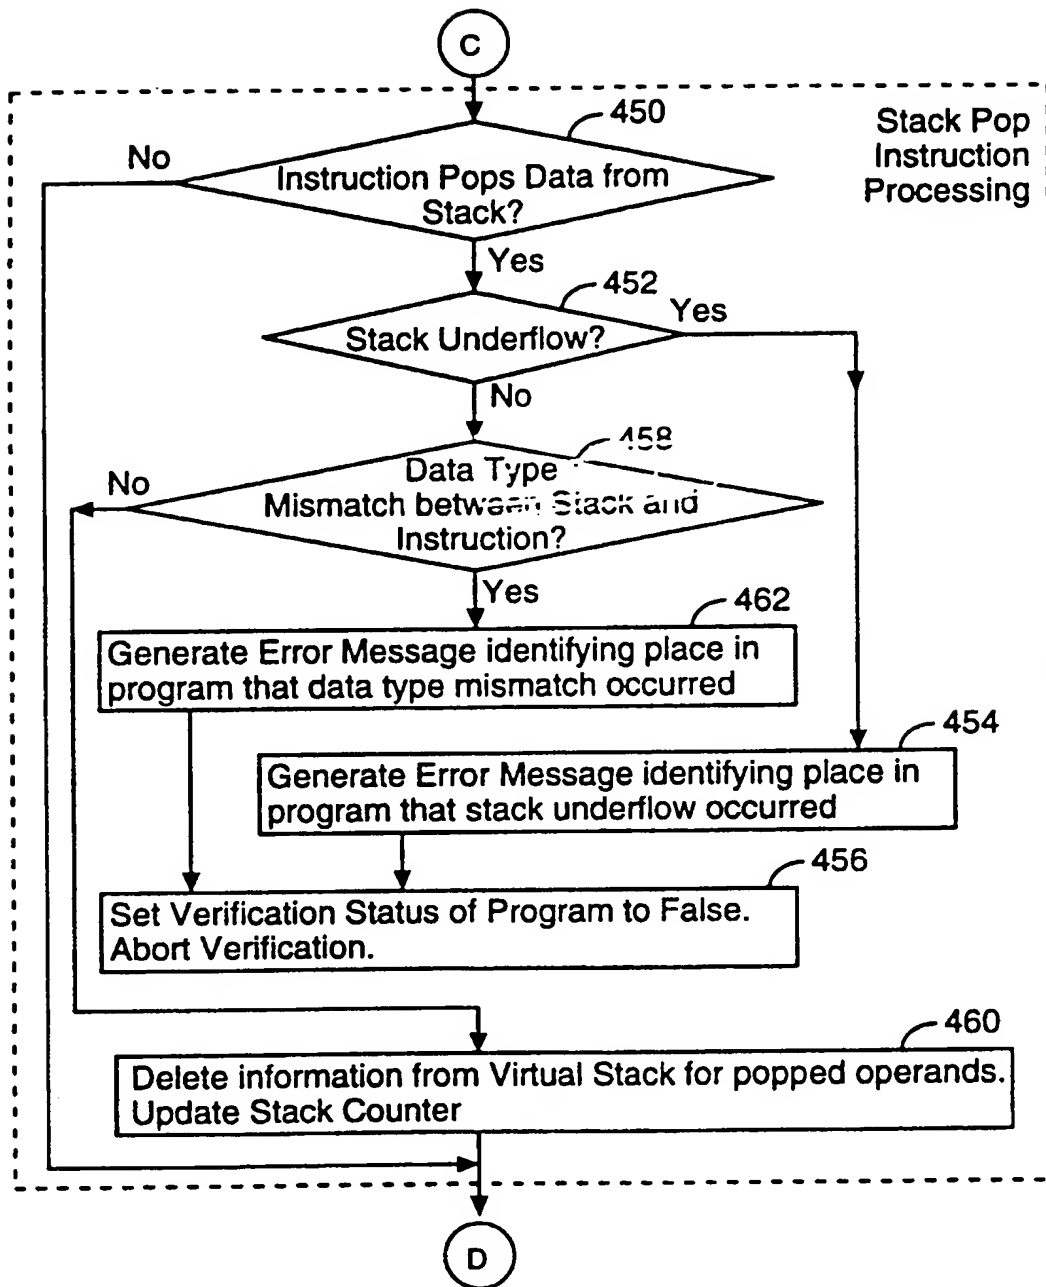 C
450
Stack Pop
Instruction
Processing
No
Instruction Pops Data from
Stack?
Yes
452
Yes
Stack Underflow?
No
458
No
Data Type
Mismatch between Stack and
Instruction?
Yes
462
Generate Error Message identifying place in
program that data type mismatch occurred
454
Generate Error Message identifying place in
program that stack underflow occurred
456
Set Verification Status of Program to False.
Abort Verification.
460
Delete information from Virtual Stack for popped operands.
Update Stack Counter
D